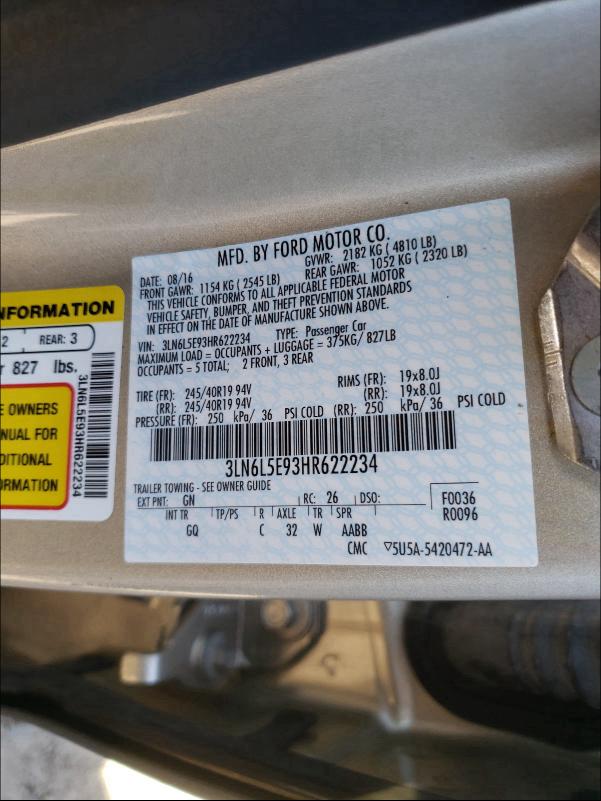 MFD. BY FORD MOTOR CO.
DATE: 08/16 GVWR: 2182 KG ( 4810 LB)
FRONT GAWR: 1154 KG ( 2545 LB) REAR GAWR: 1052 KG ( 2320 LB)
THIS VEHICLE CONFORMS TO ALL APPLICABLE FEDERAL MOTOR
VEHICLE SAFETY, BUMPER, AND THEFT PREVENTION STANDARDS
IN EFFECT ON THE DATE OF MANUFACTURE SHOWN ABOVE.
VIN: 3LN6L5E93HR622234 TYPE: Passenger Car
MAXIMUM LOAD = OCCUPANTS + LUGGAGE = 375KG/ 827LB
OCCUPANTS = 5 TOTAL; 2 FRONT, 3 REAR
TIRE (FR): 245/40R19 94V RIMS (FR): 19x8.0J
(RR): 245/40R19 94V (RR): 19x8.0J
PRESSURE (FR): 250 kPa/ 36 PSI COLD (RR): 250 kPa/ 36 PSI COLD
3LN6L5E93HR622234
TRAILER TOWING - SEE OWNER GUIDE
EXT PNT: GN RC: 26 DSO: F0036
INT TR TP/PS R AXLE TR SPR R0096
GQ C 32 W AABB
CMC 5U5A-5420472-AA
NFORMATION
2 REAR: 3
827 lbs.
E OWNERS
NUAL FOR
DITIONAL
ORMATION
3LN6L5E93HR622234